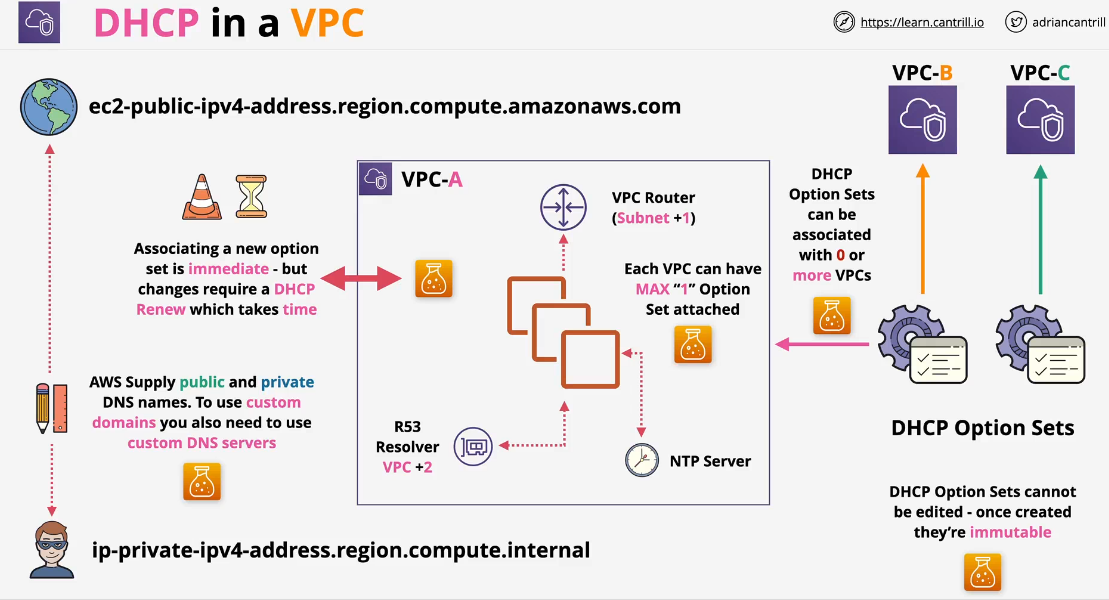 DHCP in a VPC
https://learn.cantrill.io
adriancantrill
ec2-public-ipv4-address.region.compute.amazonaws.com
Associating a new option
set is immediate - but
changes require a DHCP
Renew which takes time
AWS Supply public and private
DNS names. To use custom
domains you also need to use
custom DNS servers
ip-private-ipv4-address.region.compute.internal
VPC-A
VPC Router
(Subnet +1)
Each VPC can have
MAX “1” Option
Set attached
R53
Resolver
VPC +2
NTP Server
DHCP
Option Sets
can be
associated
with 0 or
more VPCs
VPC-B
VPC-C
DHCP Option Sets
DHCP Option Sets cannot
be edited - once created
they’re immutable